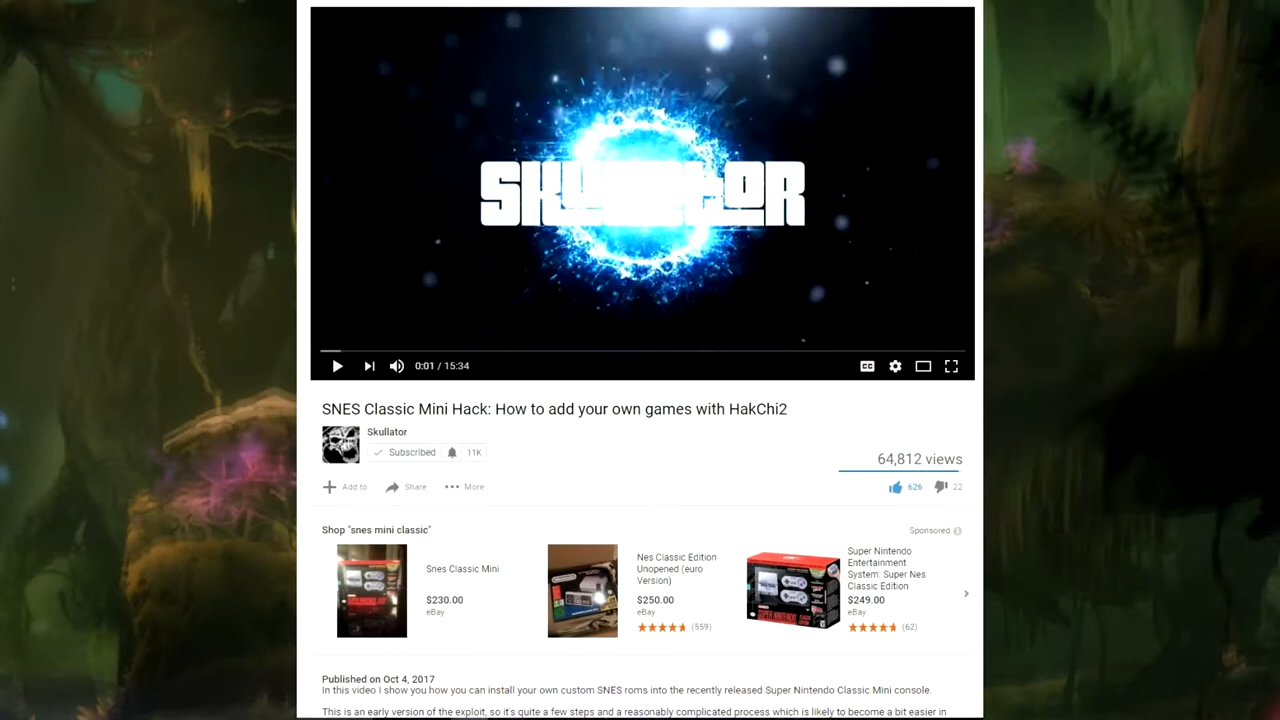 SKULLATOR
0:01 / 15:34
CC
SNES Classic Mini Hack: How to add your own games with HakChi2
Skullator
Subscribed 11K
64,812 views
Add to Share More
626 22
Shop "snes mini classic"
Sponsored
Snes Classic Mini
$230.00
eBay
Nes Classic Edition
Unopened (euro
Version)
$250.00
eBay
(559)
Super Nintendo
Entertainment
System: Super Nes
Classic Edition
$249.00
eBay
(62)
Published on Oct 4, 2017
In this video I show you how you can install your own custom SNES roms into the recently released Super Nintendo Classic Mini console.
This is an early version of the exploit, so it's quite a few steps and a reasonably complicated process which is likely to become a bit easier in